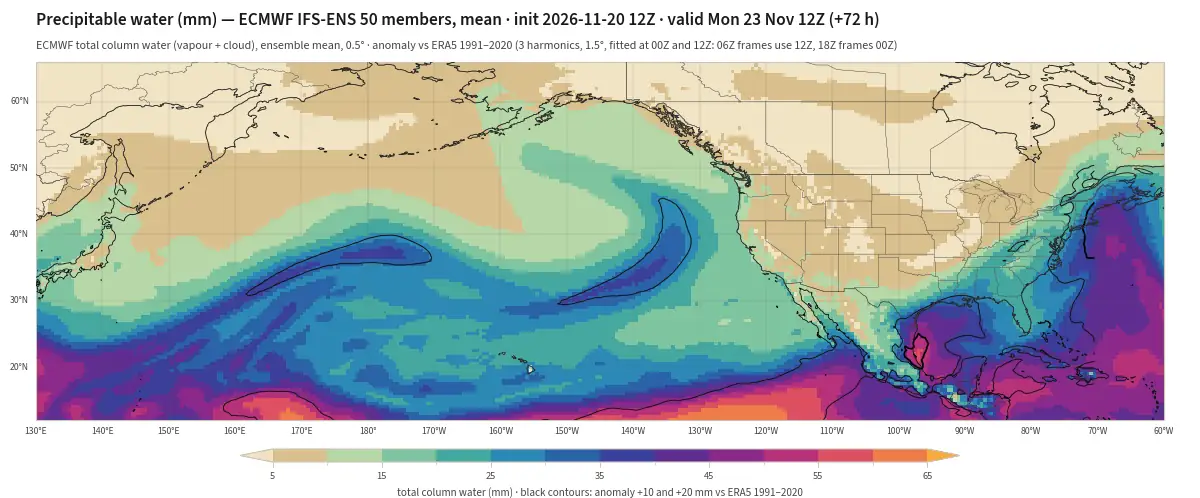 Precipitable water (mm) — ECMWF IFS-ENS 50 members, mean · init 2026-11-20 12Z · valid Mon 23 Nov 12Z (+72 h)
ECMWF total column water (vapour + cloud), ensemble mean, 0.5° · anomaly vs ERA5 1991–2020 (3 harmonics, 1.5°, fitted at 00Z and 12Z: 06Z frames use 12Z, 18Z frames 00Z)
60°N
50°N
40°N
30°N
20°N
130°E 140°E 150°E 160°E 170°E 180° 170°W 160°W 150°W 140°W 130°W 120°W 110°W 100°W 90°W 80°W 70°W 60°W
5 15 25 35 45 55 65
total column water (mm) · black contours: anomaly +10 and +20 mm vs ERA5 1991–2020